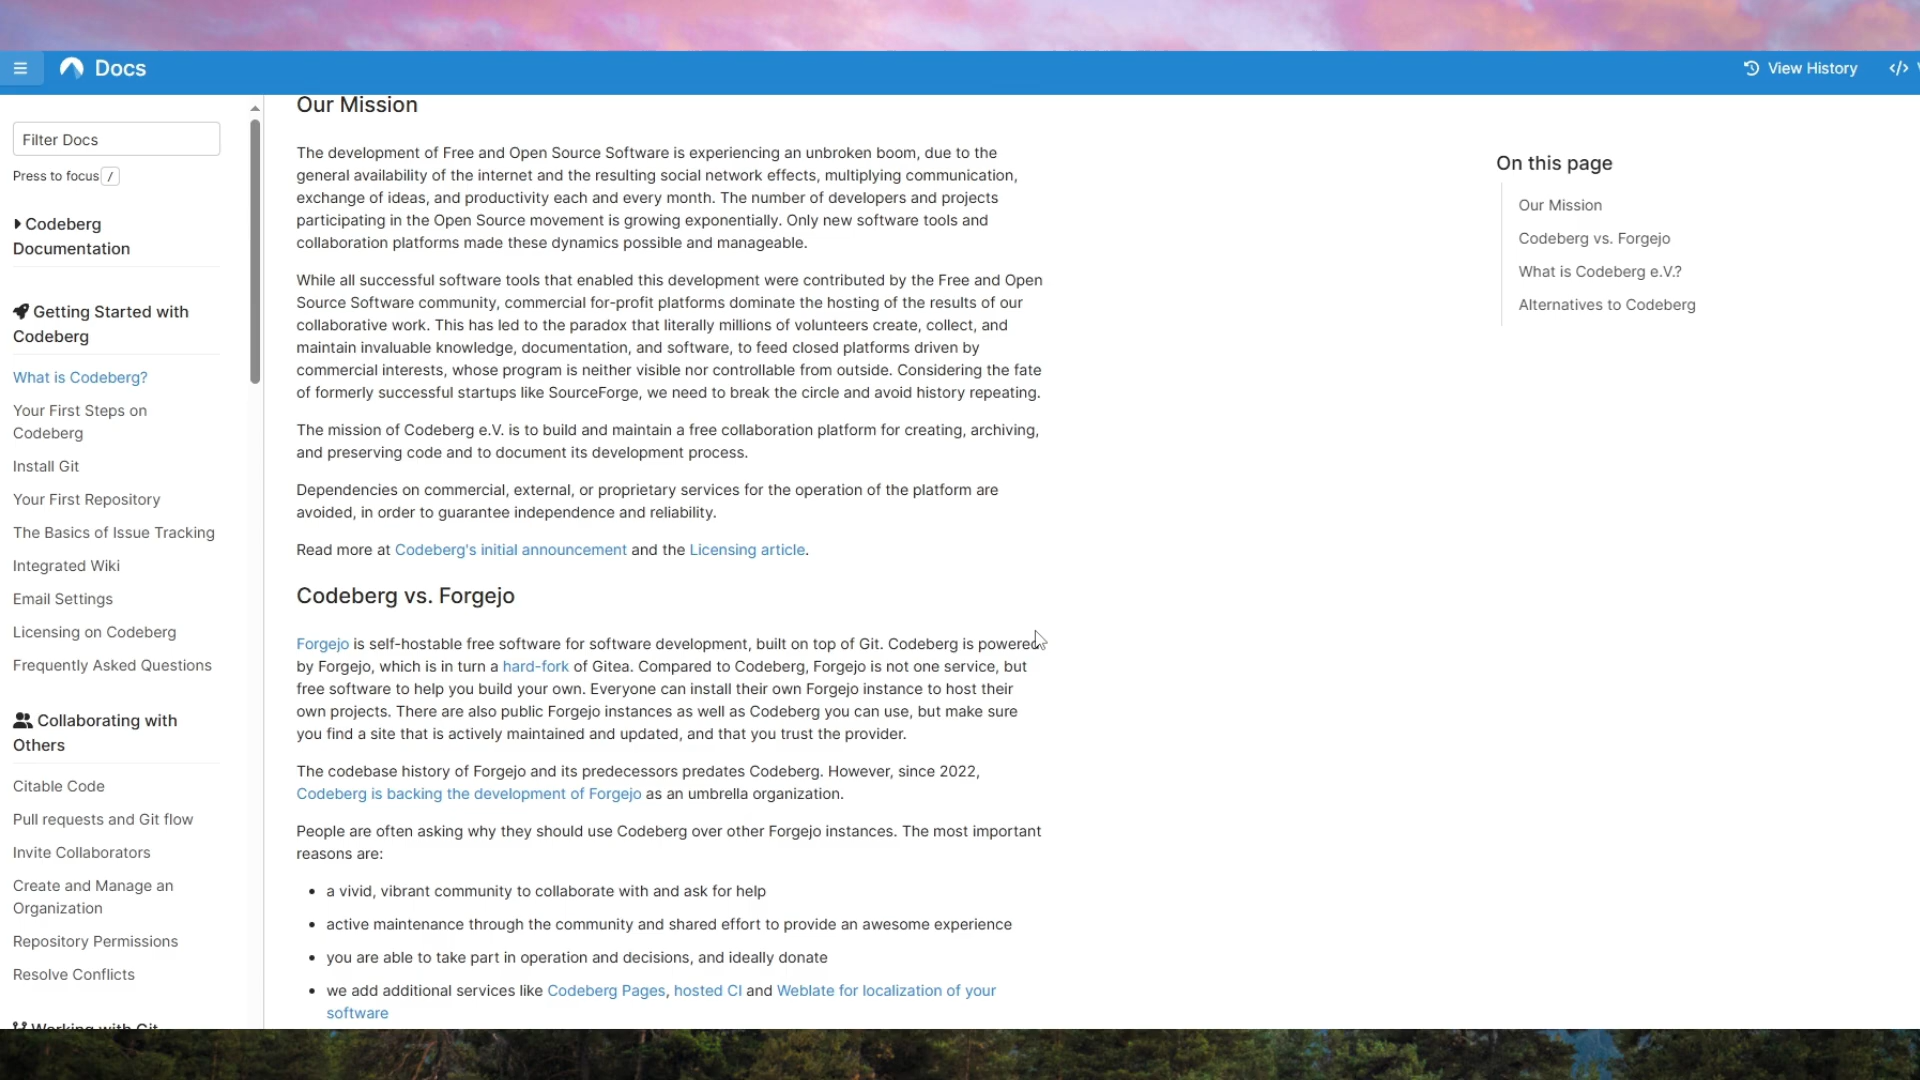 Docs
View History
Filter Docs
Press to focus /
Codeberg
Documentation
Getting Started with
Codeberg
What is Codeberg?
Your First Steps on
Codeberg
Install Git
Your First Repository
The Basics of Issue Tracking
Integrated Wiki
Email Settings
Licensing on Codeberg
Frequently Asked Questions
Collaborating with
Others
Citable Code
Pull requests and Git flow
Invite Collaborators
Create and Manage an
Organization
Repository Permissions
Resolve Conflicts
Working with Git
Our Mission
The development of Free and Open Source Software is experiencing an unbroken boom, due to the
general availability of the internet and the resulting social network effects, multiplying communication,
exchange of ideas, and productivity each and every month. The number of developers and projects
participating in the Open Source movement is growing exponentially. Only new software tools and
collaboration platforms made these dynamics possible and manageable.
While all successful software tools that enabled this development were contributed by the Free and Open
Source Software community, commercial for-profit platforms dominate the hosting of the results of our
collaborative work. This has led to the paradox that literally millions of volunteers create, collect, and
maintain invaluable knowledge, documentation, and software, to feed closed platforms driven by
commercial interests, whose program is neither visible nor controllable from outside. Considering the fate
of formerly successful startups like SourceForge, we need to break the circle and avoid history repeating.
The mission of Codeberg e.V. is to build and maintain a free collaboration platform for creating, archiving,
and preserving code and to document its development process.
Dependencies on commercial, external, or proprietary services for the operation of the platform are
avoided, in order to guarantee independence and reliability.
Read more at Codeberg's initial announcement and the Licensing article.
Codeberg vs. Forgejo
Forgejo is self-hostable free software for software development, built on top of Git. Codeberg is powered
by Forgejo, which is in turn a hard-fork of Gitea. Compared to Codeberg, Forgejo is not one service, but
free software to help you build your own. Everyone can install their own Forgejo instance to host their
own projects. There are also public Forgejo instances as well as Codeberg you can use, but make sure
you find a site that is actively maintained and updated, and that you trust the provider.
The codebase history of Forgejo and its predecessors predates Codeberg. However, since 2022,
Codeberg is backing the development of Forgejo as an umbrella organization.
People are often asking why they should use Codeberg over other Forgejo instances. The most important
reasons are:
• a vivid, vibrant community to collaborate with and ask for help
• active maintenance through the community and shared effort to provide an awesome experience
• you are able to take part in operation and decisions, and ideally donate
• we add additional services like Codeberg Pages, hosted CI and Weblate for localization of your
software
On this page
Our Mission
Codeberg vs. Forgejo
What is Codeberg e.V.?
Alternatives to Codeberg